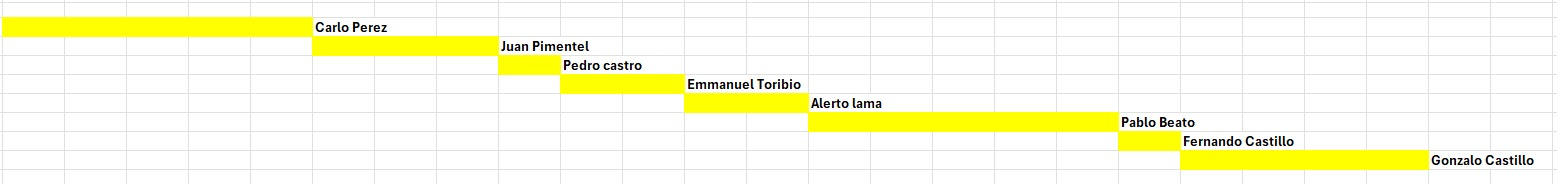 Carlo Perez
Juan Pimentel
Pedro castro
Emmanuel Toribio
Alerto lama
Pablo Beato
Fernando Castillo
Gonzalo Castillo